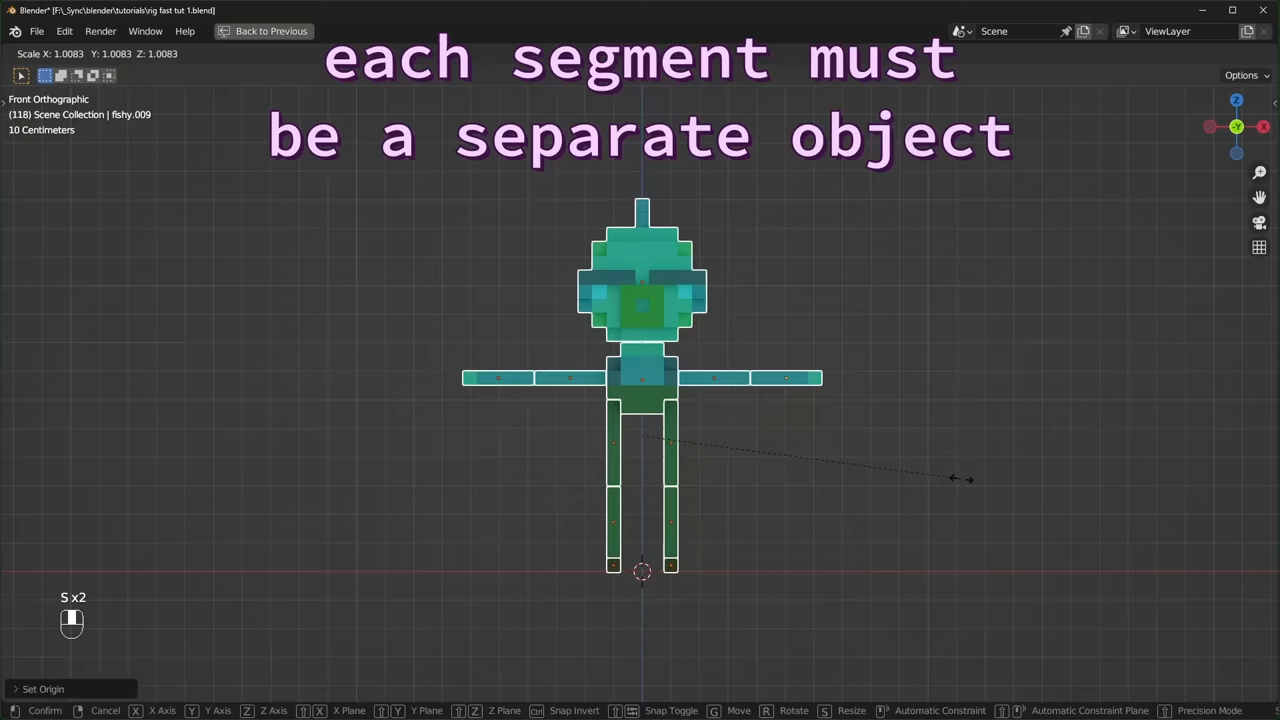 Blender* [F:\_Sync\blender\tutorials\rig fast tut 1.blend]
File Edit Render Window Help Back to Previous Scene ViewLayer
Scale X: 1.0083 Y: 1.0083 Z: 1.0083
each segment must
be a separate object
Options
Front Orthographic
(118) Scene Collection | fishy.009
10 Centimeters
Z
-Y
X
S x2
Set Origin
Confirm Cancel X X Axis Y Y Axis Z Z Axis X X Plane Y Y Plane Z Z Plane Ctrl Snap Invert Snap Toggle G Move R Rotate S Resize Automatic Constraint Automatic Constraint Plane Precision Mode